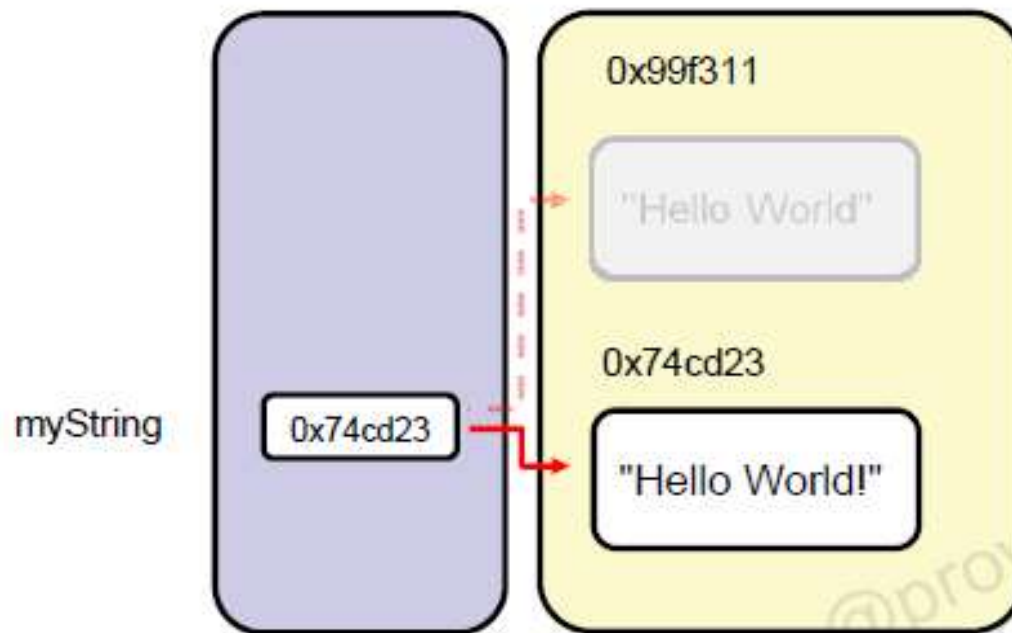 0x99f311
"Hello World"
0x74cd23
myString
0x74cd23
"Hello World!"